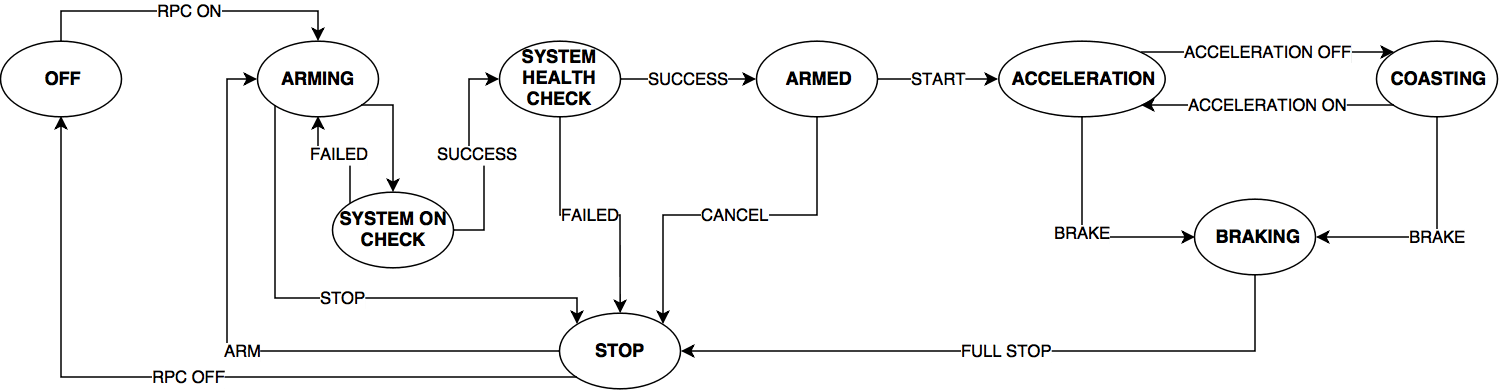 RPC ON
OFF
ARMING
SYSTEM
HEALTH
CHECK
SUCCESS
ARMED
START
ACCELERATION
ACCELERATION OFF
COASTING
ACCELERATION ON
FAILED
SUCCESS
SYSTEM ON
CHECK
FAILED
CANCEL
BRAKE
BRAKING
BRAKE
STOP
ARM
STOP
FULL STOP
RPC OFF